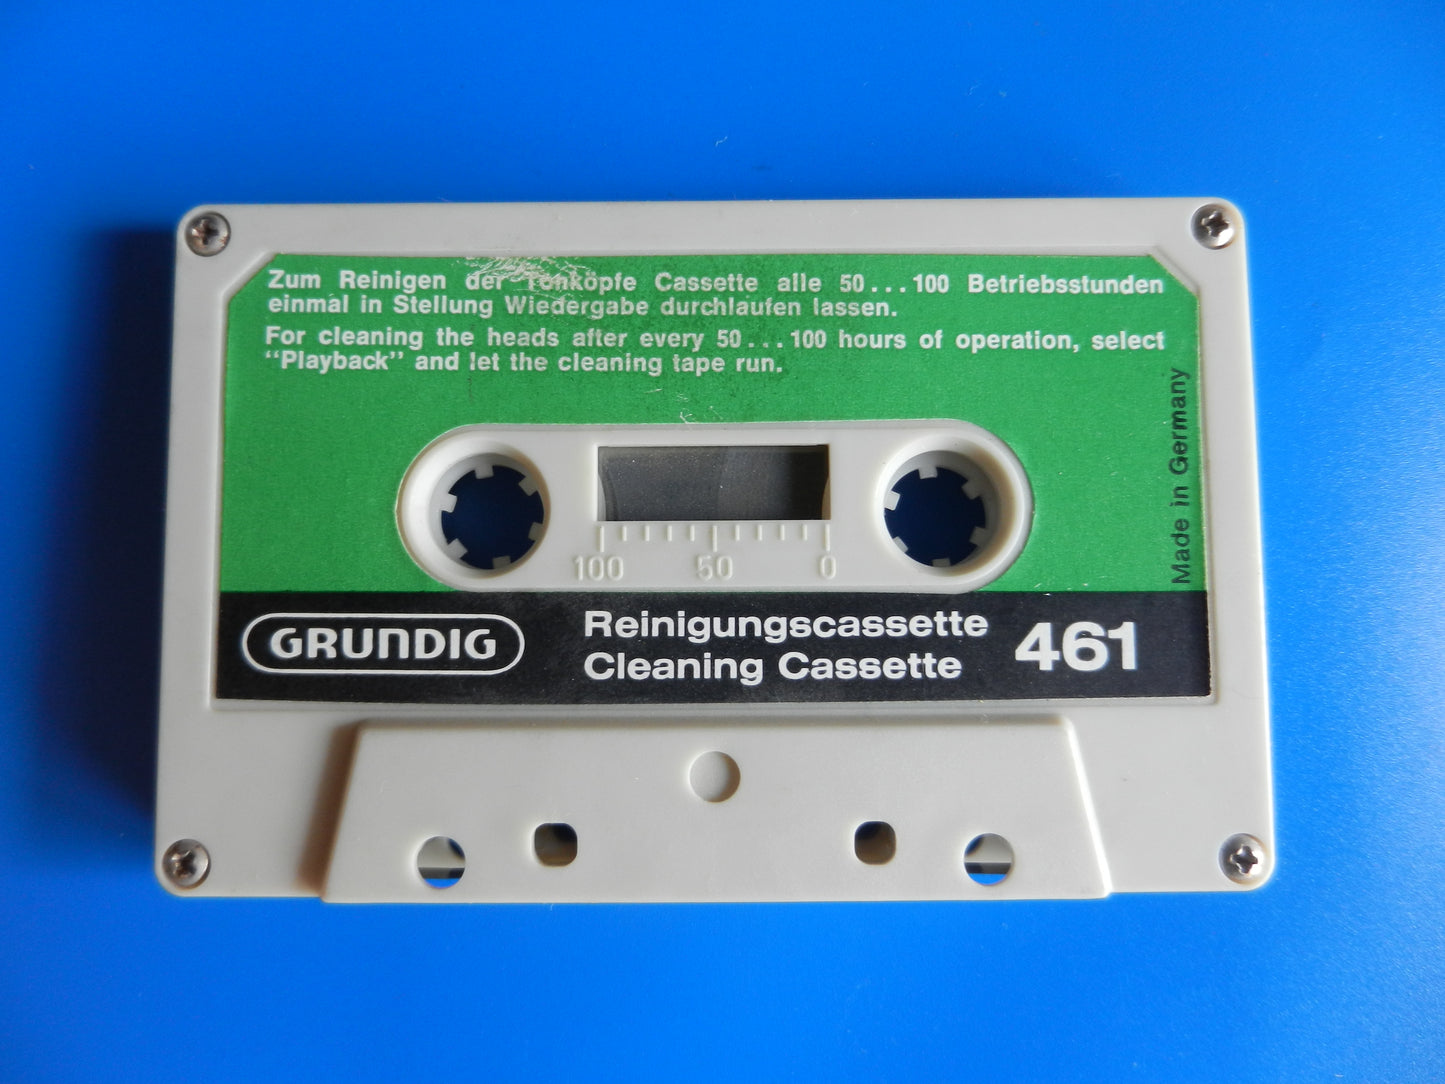 Zum Reinigen der Tonköpfe Cassette alle 50...100 Betriebsstunden
einmal in Stellung Wiedergabe durchlaufen lassen.
For cleaning the heads after every 50...100 hours of operation, select
“Playback” and let the cleaning tape run.
Made in Germany
100 50 0
GRUNDIG
Reinigungscassette
Cleaning Cassette
461